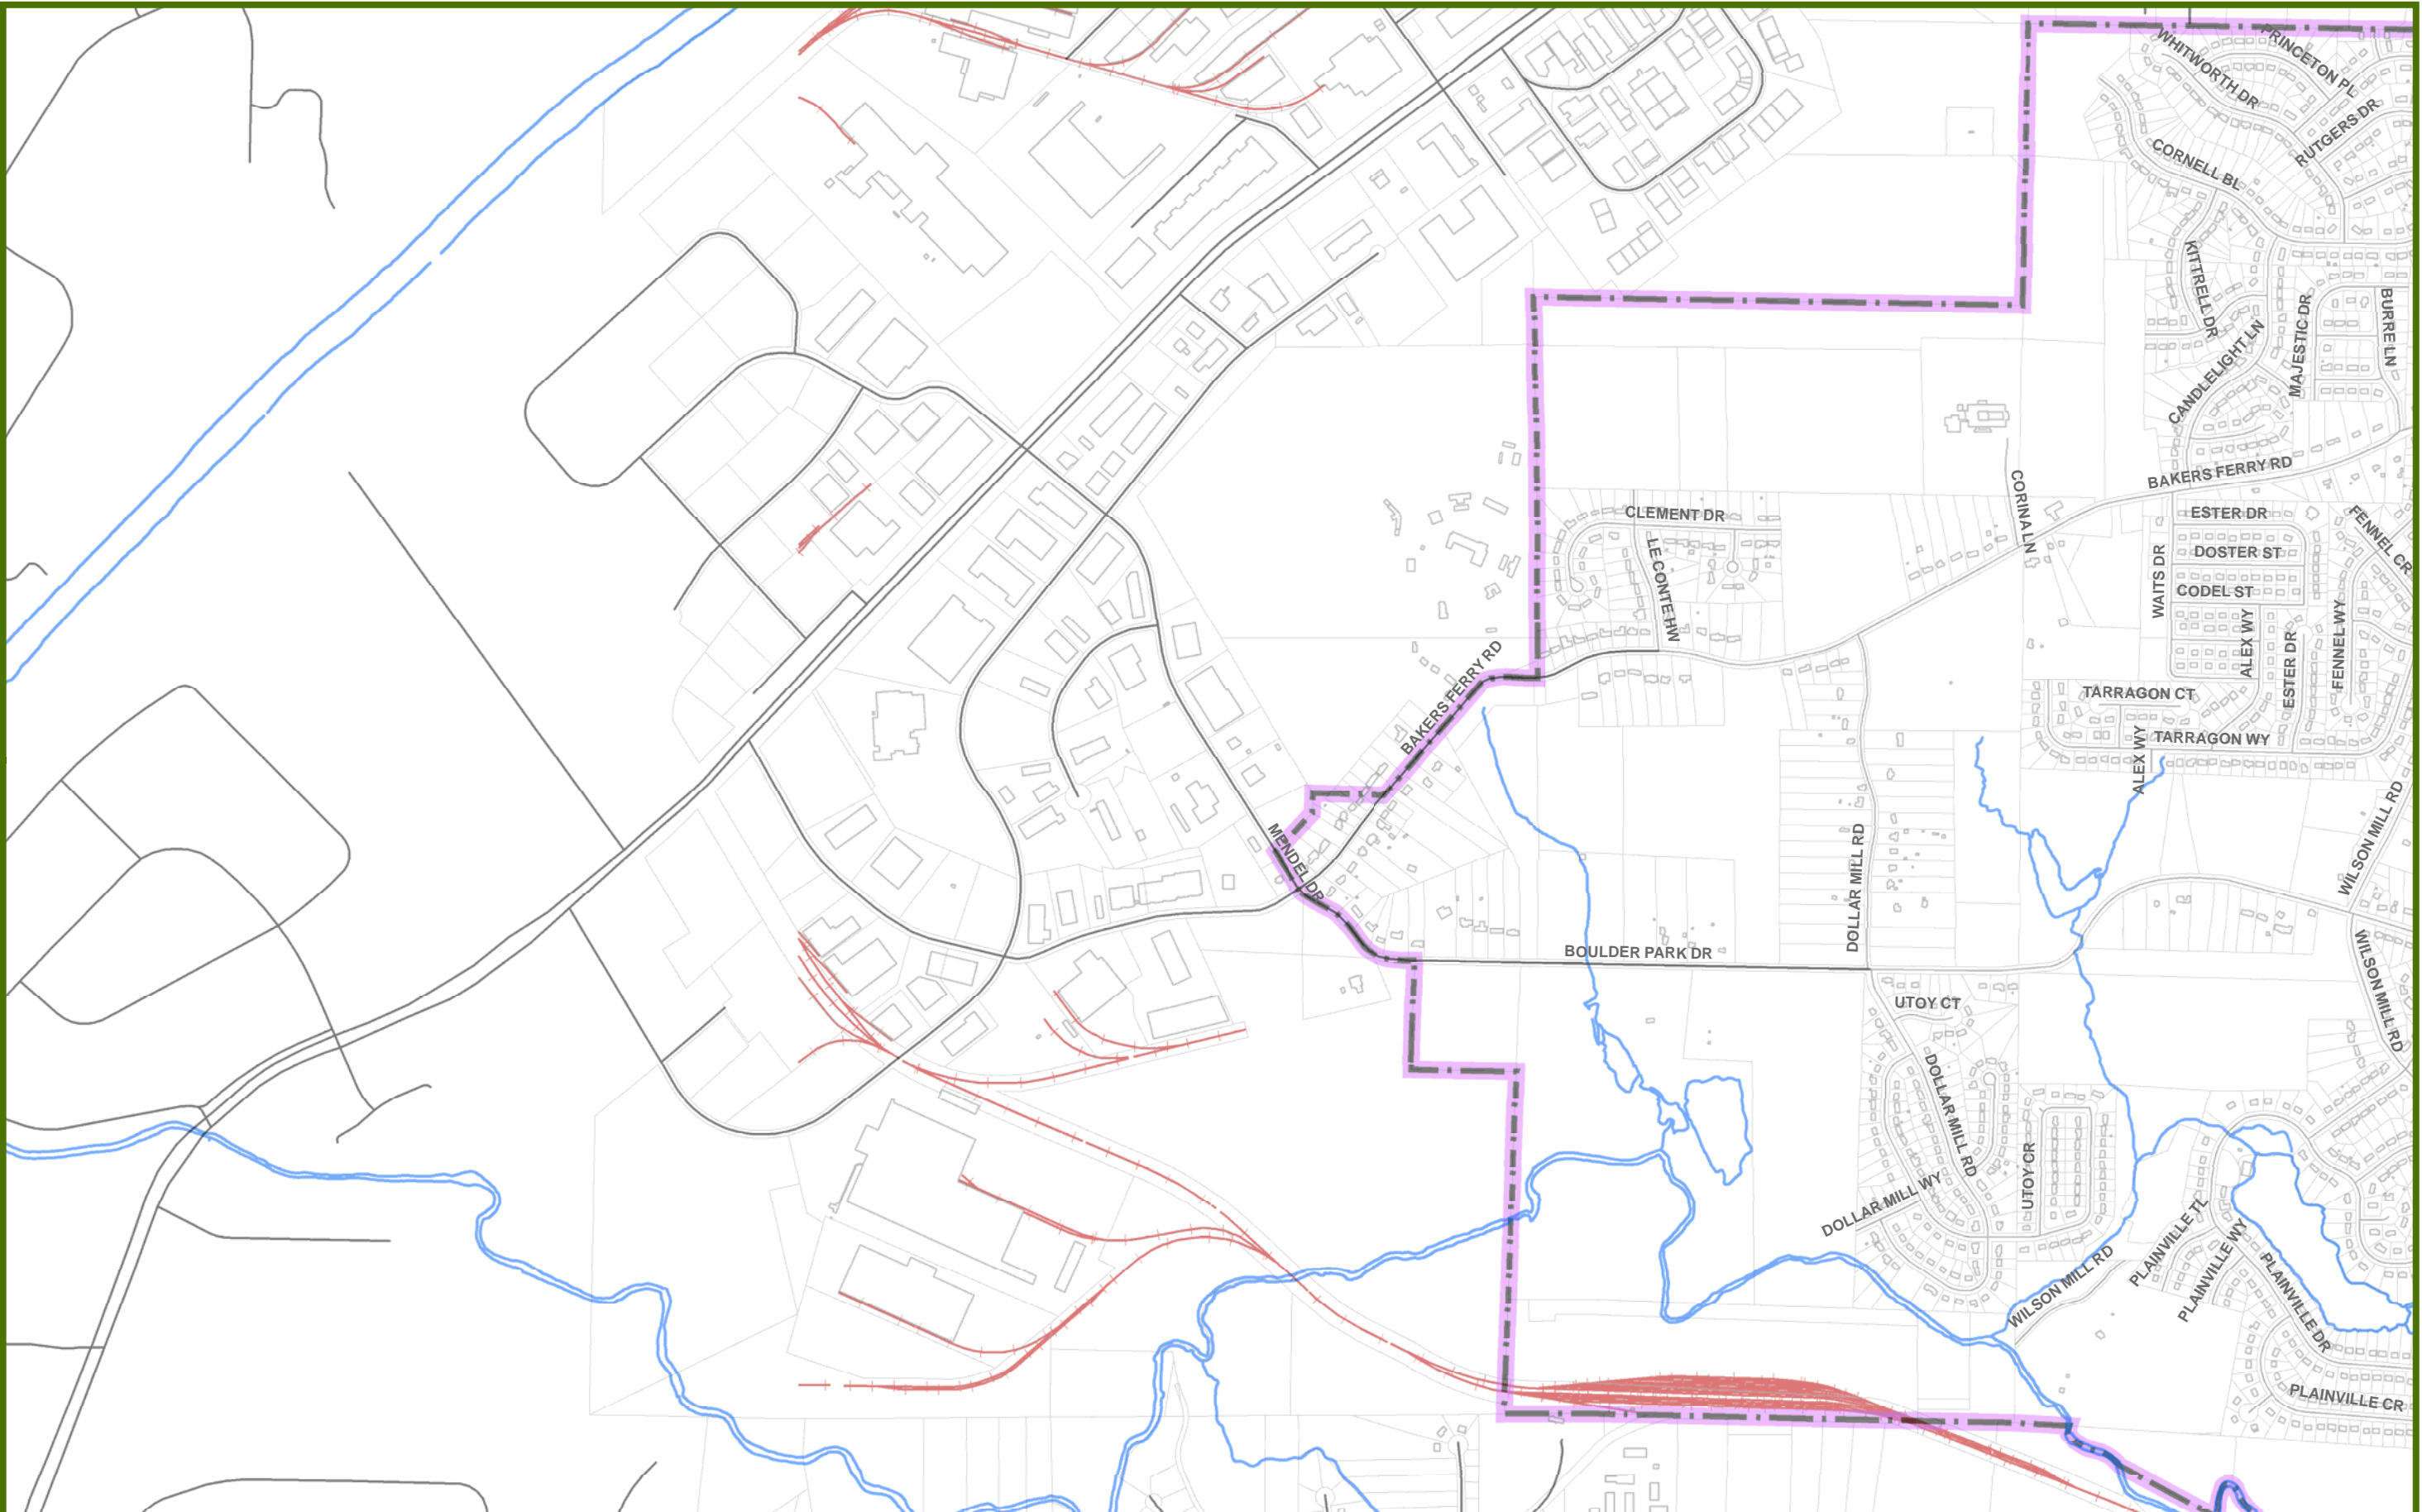 WHITWORTH DR
PRINCETON PL
RUTGERS DR
CORNELL BL
KITTRELL DR
MAJESTIC DR
BURRE LN
CANDLELIGHT LN
BAKERS FERRY RD
CORINA LN
CLEMENT DR
LE CONTE HW
ESTER DR
FENNEL CR
DOSTER ST
WAITS DR
CODEL ST
ALEX WY
ESTER DR
FENNEL WY
BAKERS FERRY RD
TARRAGON CT
TARRAGON WY
ALEX WY
WILSON MILL RD
MENDEL DR
DOLLAR MILL RD
BOULDER PARK DR
WILSON MILL RD
UTOY CT
DOLLAR MILL RD
UTOY CR
DOLLAR MILL WY
WILSON MILL RD
PLAINVILLE TL
PLAINVILLE WY
PLAINVILLE DR
PLAINVILLE CR